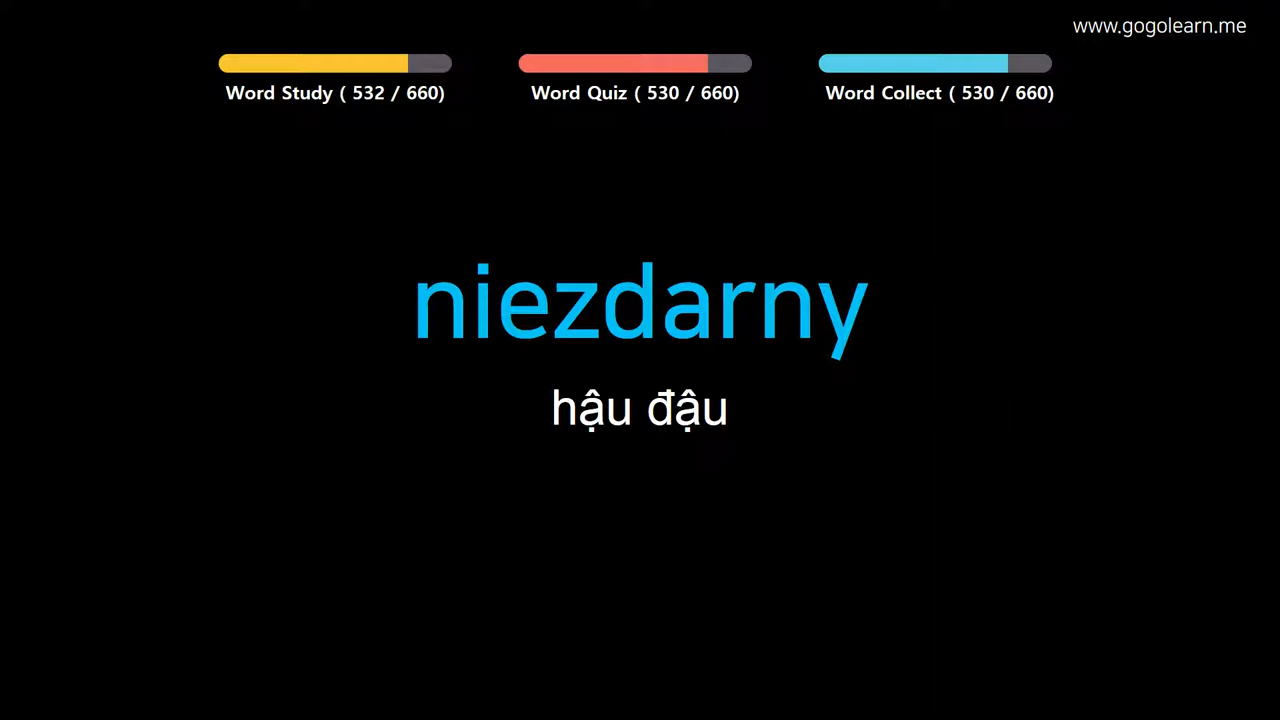 www.gogolearn.me
Word Study ( 532 / 660)
Word Quiz ( 530 / 660)
Word Collect ( 530 / 660)
niezdarny
hậu đậu